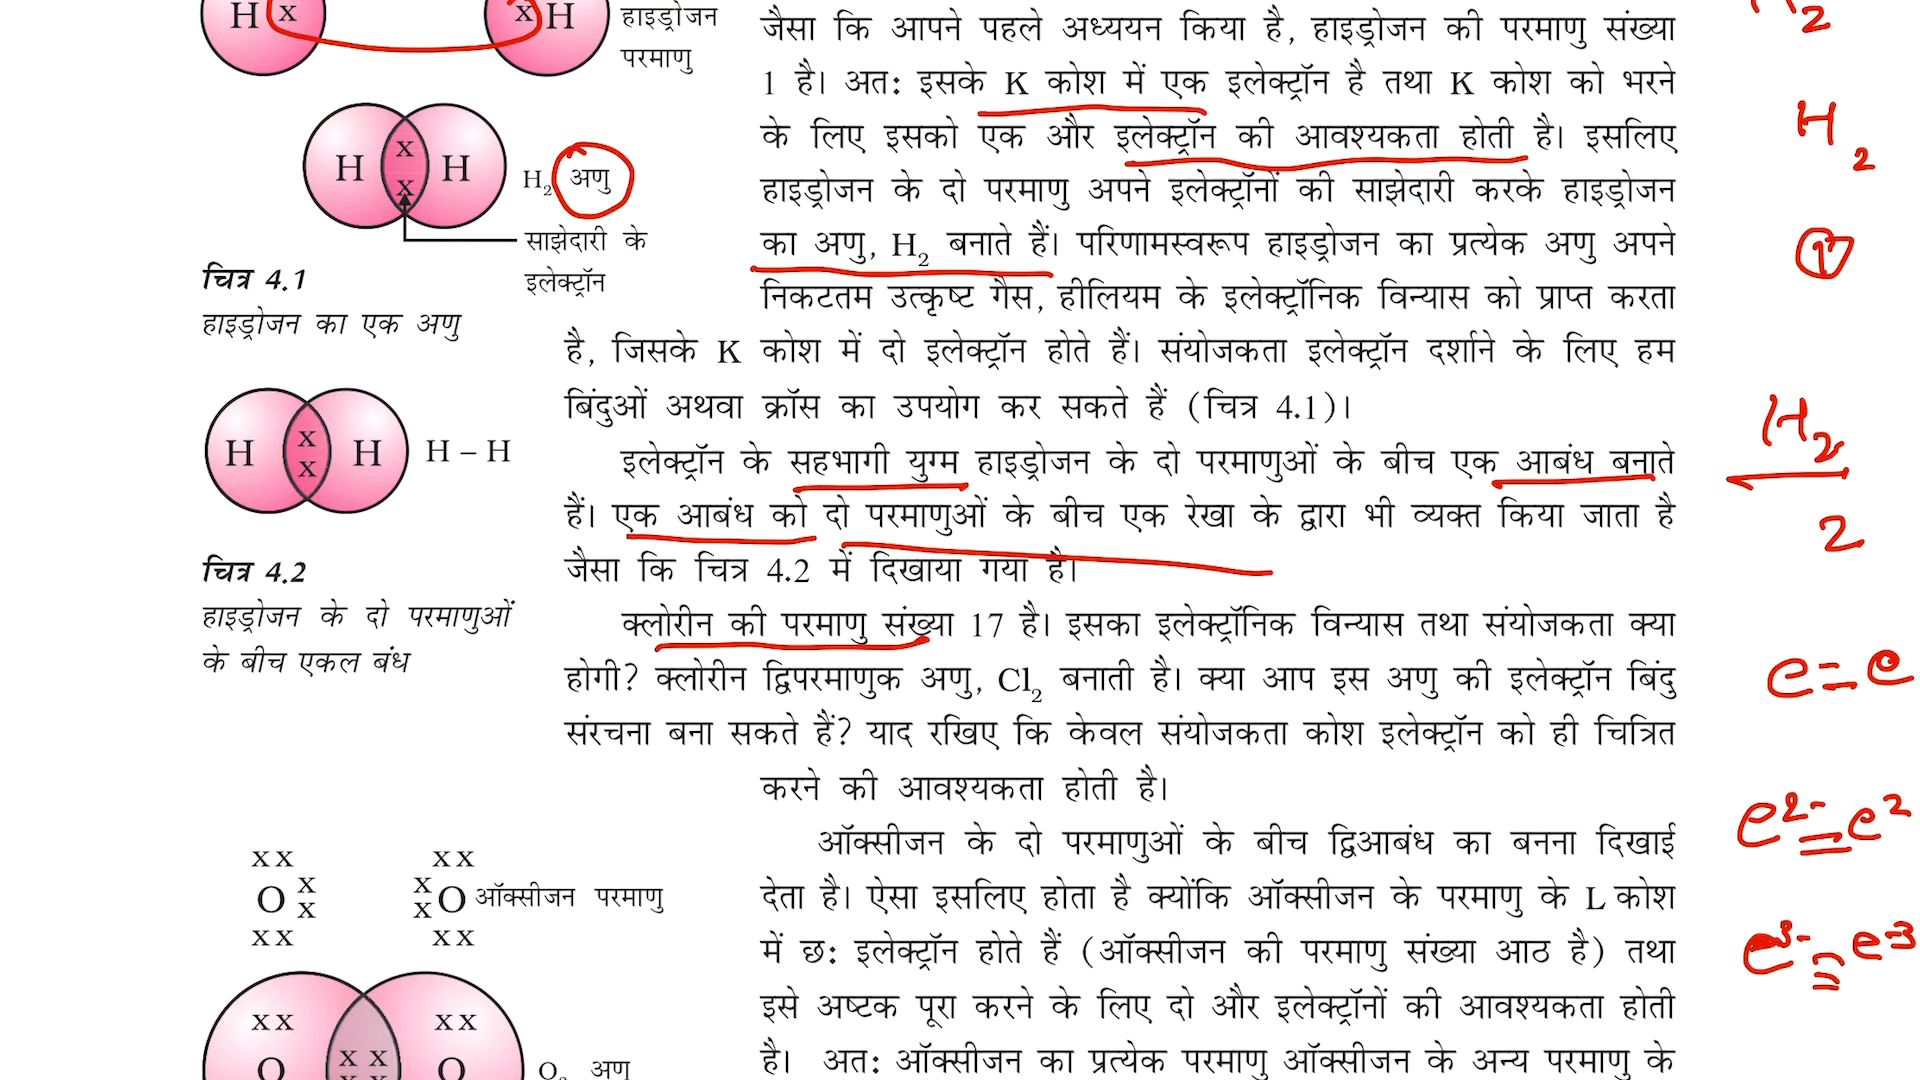 H x
x H
हाइड्रोजन
परमाणु
H x x H
H2 अणु
साझेदारी के
इलेक्ट्रॉन
चित्र 4.1
हाइड्रोजन का एक अणु
H x x H H – H
चित्र 4.2
हाइड्रोजन के दो परमाणुओं
के बीच एकल बंध
जैसा कि आपने पहले अध्ययन किया है, हाइड्रोजन की परमाणु संख्या
1 है। अत: इसके K कोश में एक इलेक्ट्रॉन है तथा K कोश को भरने
के लिए इसको एक और इलेक्ट्रॉन की आवश्यकता होती है। इसलिए
हाइड्रोजन के दो परमाणु अपने इलेक्ट्रॉनों की साझेदारी करके हाइड्रोजन
का अणु, H2 बनाते हैं। परिणामस्वरूप हाइड्रोजन का प्रत्येक अणु अपने
निकटतम उत्कृष्ट गैस, हीलियम के इलेक्ट्रॉनिक विन्यास को प्राप्त करता
है, जिसके K कोश में दो इलेक्ट्रॉन होते हैं। संयोजकता इलेक्ट्रॉन दर्शाने के लिए हम
बिंदुओं अथवा क्रॉस का उपयोग कर सकते हैं (चित्र 4.1)।
इलेक्ट्रॉन के सहभागी युग्म हाइड्रोजन के दो परमाणुओं के बीच एक आबंध बनाते
हैं। एक आबंध को दो परमाणुओं के बीच एक रेखा के द्वारा भी व्यक्त किया जाता है
जैसा कि चित्र 4.2 में दिखाया गया है।
क्लोरीन की परमाणु संख्या 17 है। इसका इलेक्ट्रॉनिक विन्यास तथा संयोजकता क्या
होगी? क्लोरीन द्विपरमाणुक अणु, Cl2 बनाती है। क्या आप इस अणु की इलेक्ट्रॉन बिंदु
संरचना बना सकते हैं? याद रखिए कि केवल संयोजकता कोश इलेक्ट्रॉन को ही चित्रित
करने की आवश्यकता होती है।
ऑक्सीजन के दो परमाणुओं के बीच द्विआबंध का बनना दिखाई
देता है। ऐसा इसलिए होता है क्योंकि ऑक्सीजन के परमाणु के L कोश
में छ: इलेक्ट्रॉन होते हैं (ऑक्सीजन की परमाणु संख्या आठ है) तथा
इसे अष्टक पूरा करने के लिए दो और इलेक्ट्रॉनों की आवश्यकता होती
है। अत: ऑक्सीजन का प्रत्येक परमाणु ऑक्सीजन के अन्य परमाणु के
x x x x
O x x x x O ऑक्सीजन परमाणु
x x x x
x x x x
O x x O O2 अणु
H2
H2
2
e = e
e2- = e2
e-3